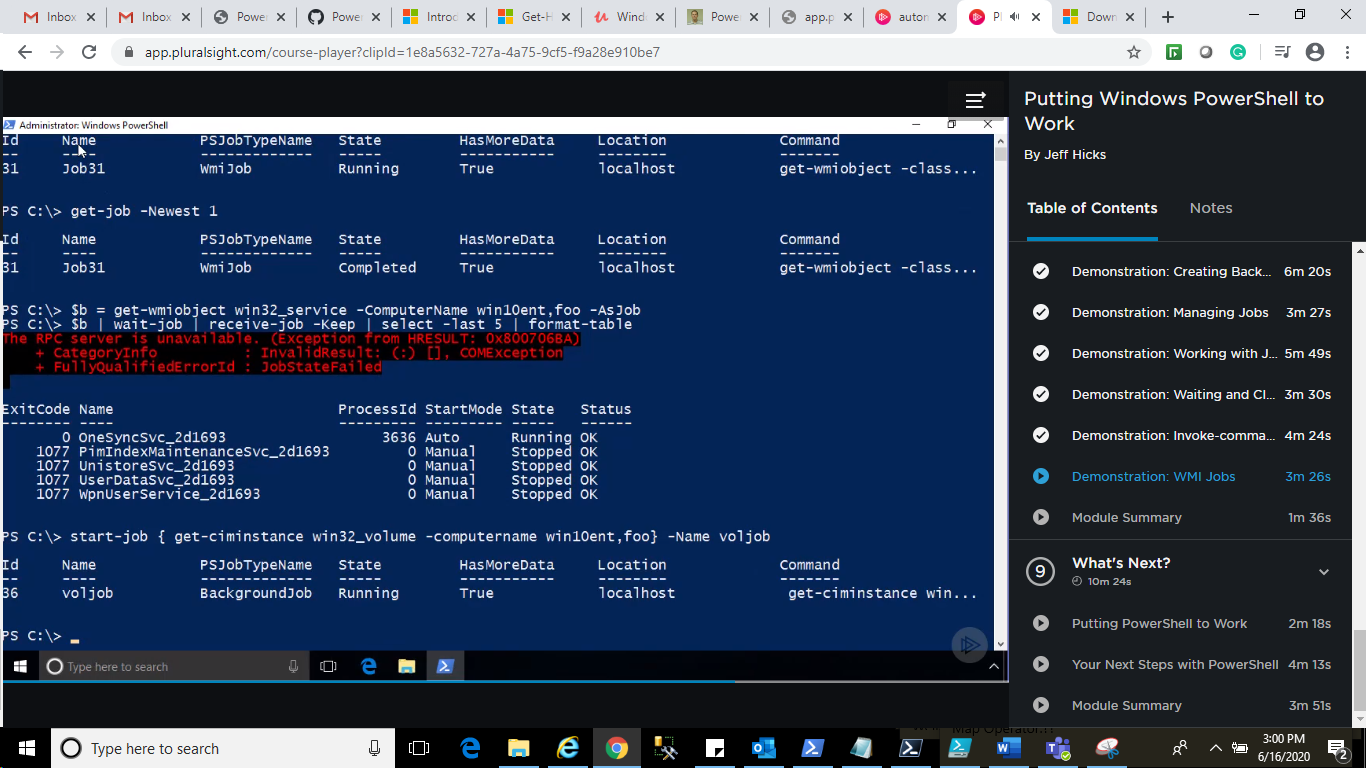 Inbox
Inbox
Power
Power
Introd
Get-H
Wind
Powe
app.p
auton
Pl
Down
app.pluralsight.com/course-player?clipId=1e8a5632-727a-4a75-9cf5-f9a28e910be7
Administrator: Windows PowerShell
Id Name PSJobTypeName State HasMoreData Location Command
-- ---- ------------- ----- ----------- -------- -------
31 Job31 WmiJob Running True localhost get-wmiobject -class...
PS C:\> get-job -Newest 1
Id Name PSJobTypeName State HasMoreData Location Command
-- ---- ------------- ----- ----------- -------- -------
31 Job31 WmiJob Completed True localhost get-wmiobject -class...
PS C:\> $b = get-wmiobject win32_service -ComputerName win10ent,foo -AsJob
PS C:\> $b | wait-job | receive-job -Keep | select -last 5 | format-table
The RPC server is unavailable. (Exception from HRESULT: 0x800706BA)
+ CategoryInfo : InvalidResult: (:) [], COMException
+ FullyQualifiedErrorId : JobStateFailed
ExitCode Name ProcessId StartMode State Status
-------- ---- --------- --------- ----- ------
0 OneSyncSvc_2d1693 3636 Auto Running OK
1077 PimIndexMaintenanceSvc_2d1693 0 Manual Stopped OK
1077 UnistoreSvc_2d1693 0 Manual Stopped OK
1077 UserDataSvc_2d1693 0 Manual Stopped OK
1077 WpnUserService_2d1693 0 Manual Stopped OK
PS C:\> start-job { get-ciminstance win32_volume -computername win10ent,foo} -Name voljob
Id Name PSJobTypeName State HasMoreData Location Command
-- ---- ------------- ----- ----------- -------- -------
36 voljob BackgroundJob Running True localhost get-ciminstance win...
PS C:\>
Type here to search
Putting Windows PowerShell to
Work
By Jeff Hicks
Table of Contents Notes
Demonstration: Creating Back... 6m 20s
Demonstration: Managing Jobs 3m 27s
Demonstration: Working with J... 5m 49s
Demonstration: Waiting and Cl... 3m 30s
Demonstration: Invoke-comma... 4m 24s
Demonstration: WMI Jobs 3m 26s
Module Summary 1m 36s
9 What's Next?
10m 24s
Putting PowerShell to Work 2m 18s
Your Next Steps with PowerShell 4m 13s
Module Summary 3m 51s
Type here to search
3:00 PM
6/16/2020
2